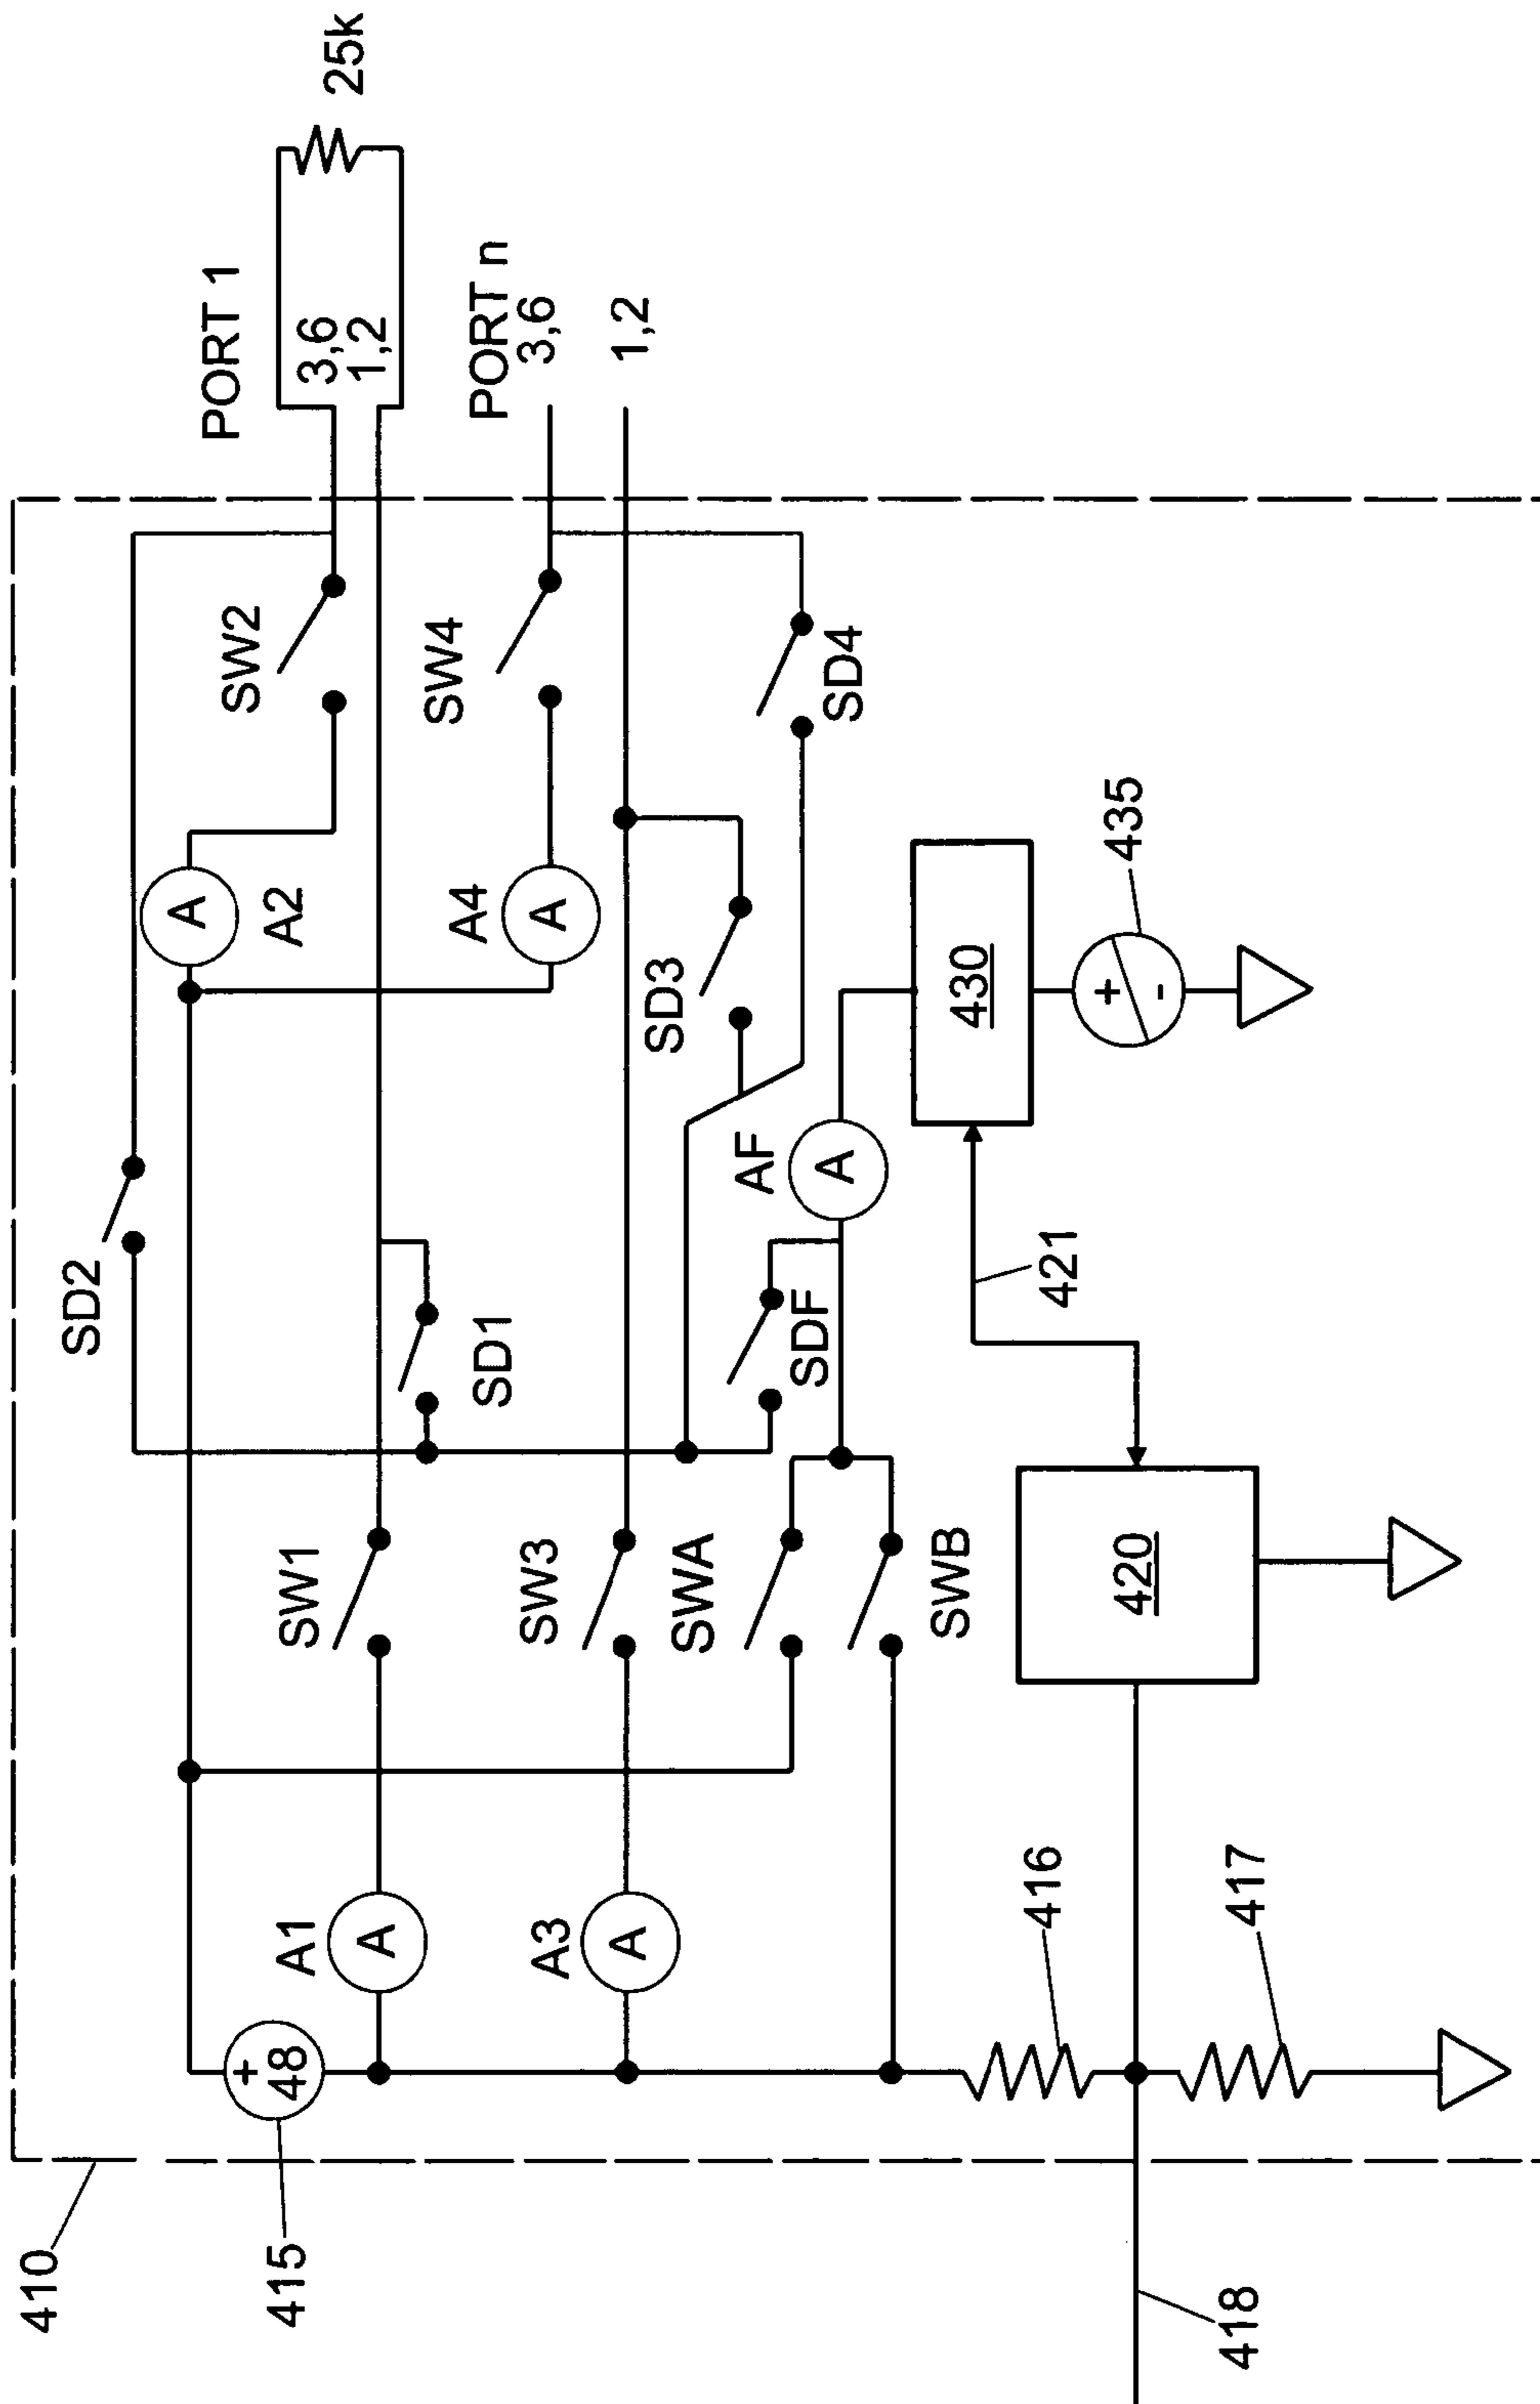 410
415
+
48
A1
A
A3
A
416
417
418
SW1
SW3
SWA
SWB
420
421
SD2
SD1
SDF
AF
A
A2
A
A4
A
SD3
430
+
-
435
SW2
SW4
SD4
PORT 1
3,6
1,2
25k
PORT n
3,6
1,2